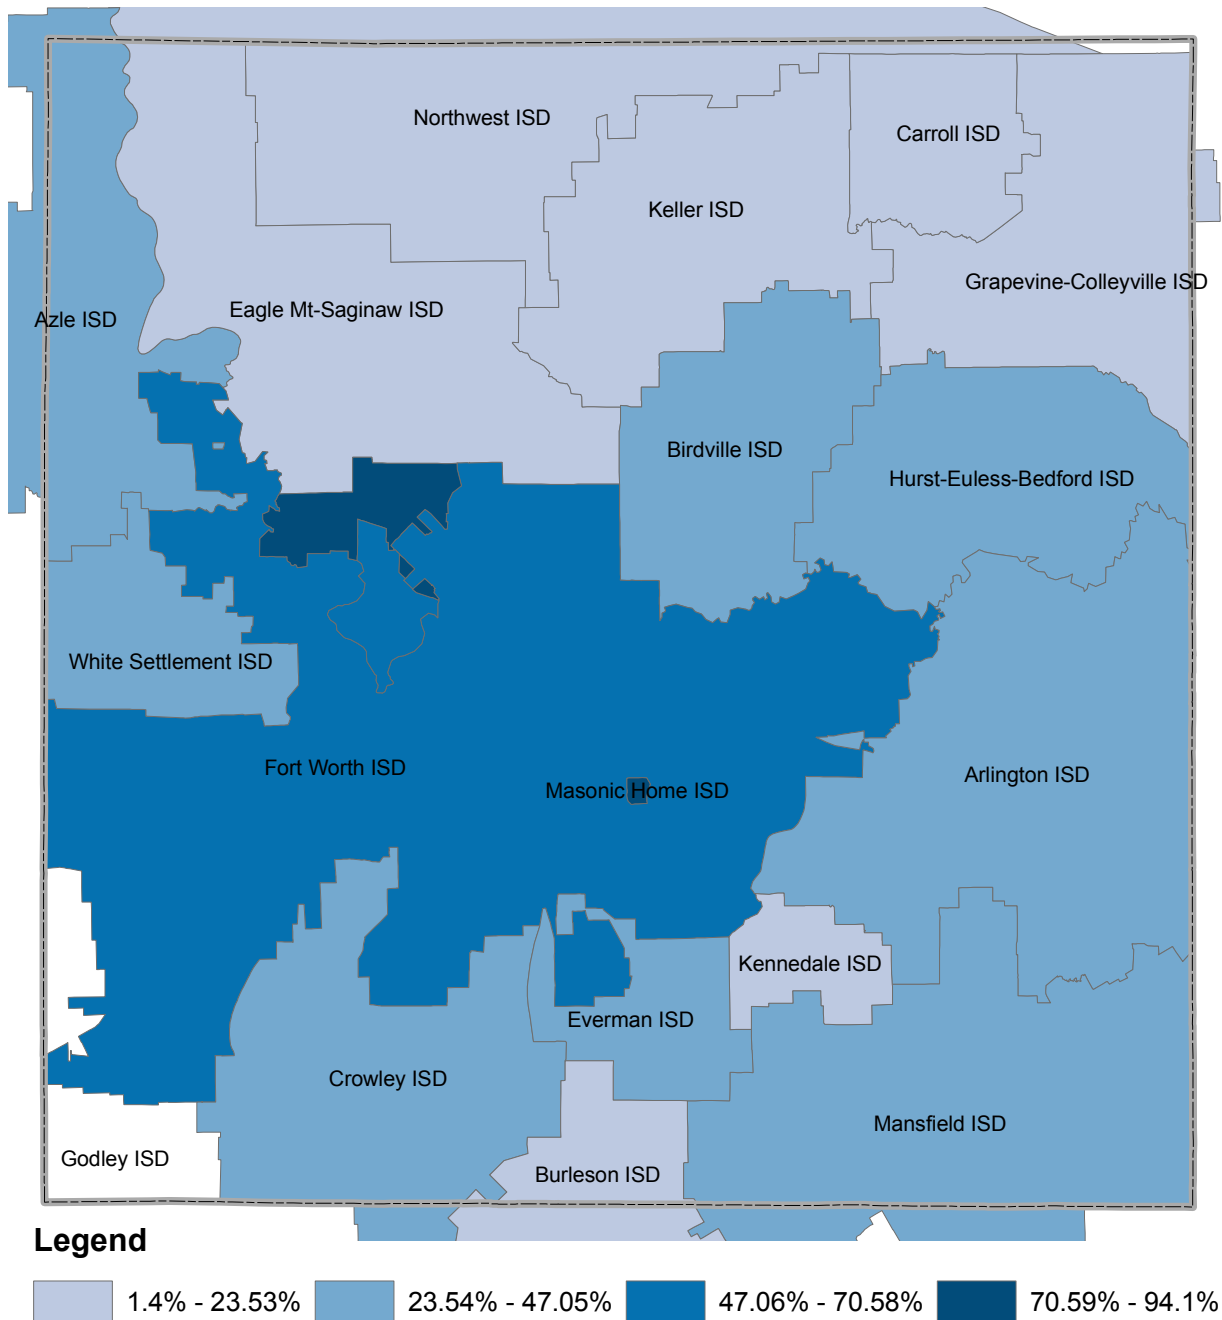 Northwest ISD
Carroll ISD
Keller ISD
Grapevine-Colleyville ISD
Eagle Mt-Saginaw ISD
Azle ISD
Birdville ISD
Hurst-Euless-Bedford ISD
White Settlement ISD
Fort Worth ISD
Masonic Home ISD
Arlington ISD
Kennedale ISD
Everman ISD
Crowley ISD
Mansfield ISD
Godley ISD
Burleson ISD
Legend
1.4% - 23.53%
23.54% - 47.05%
47.06% - 70.58%
70.59% - 94.1%